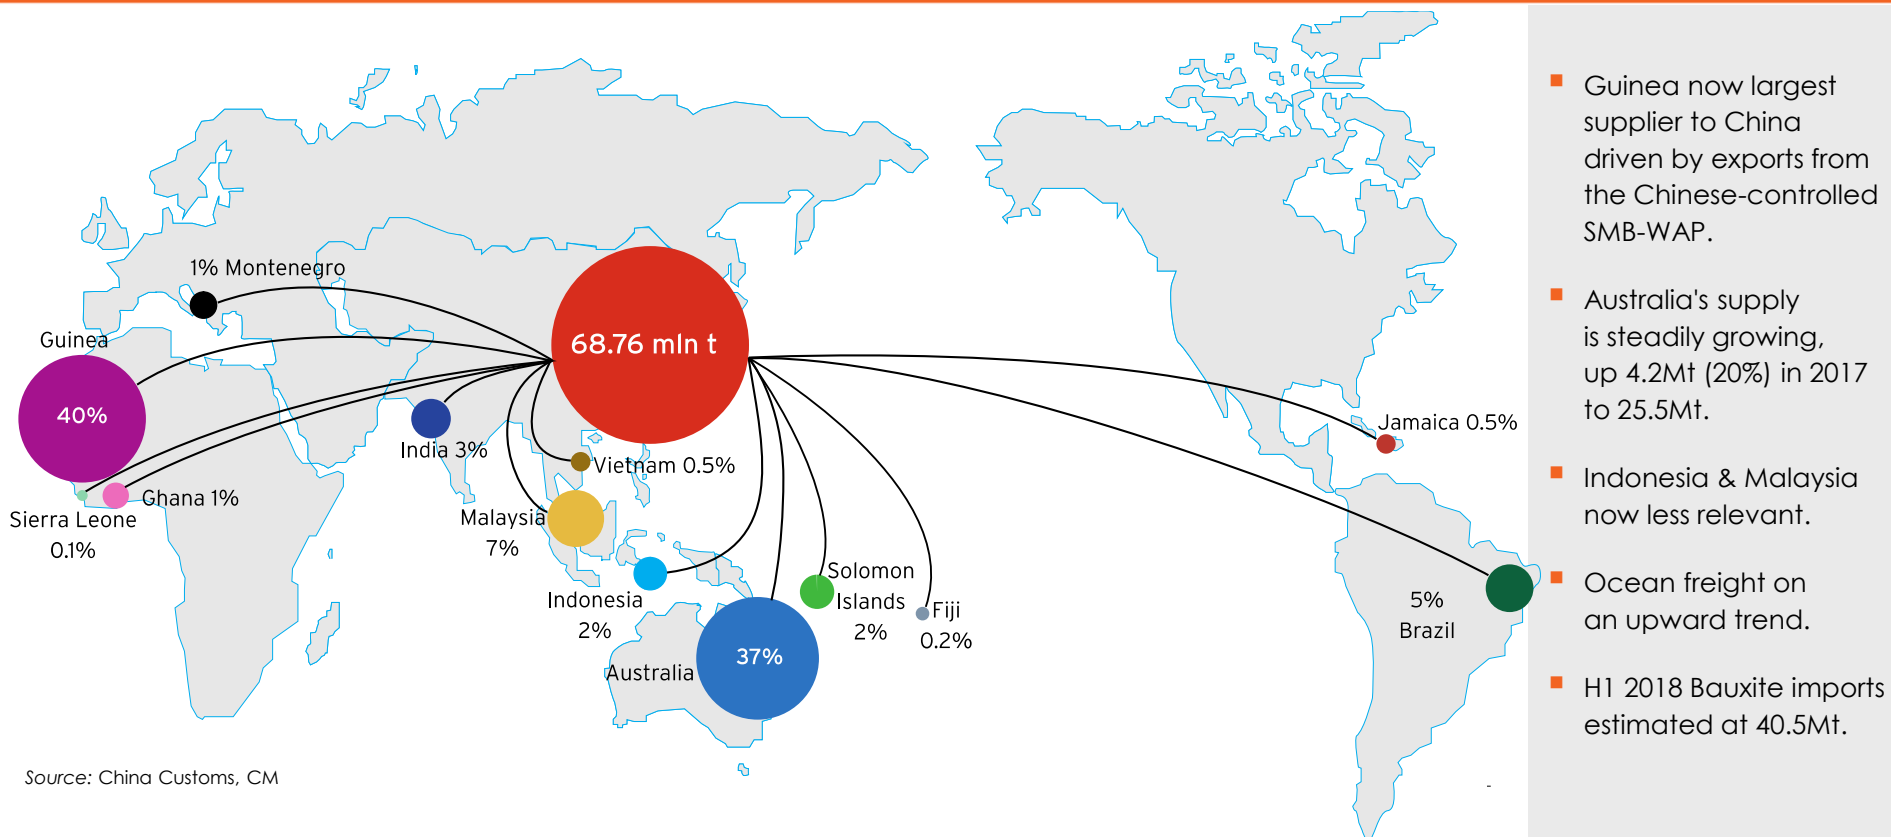 1% Montenegro
Guinea
40%
68.76 mln t
India 3%
Vietnam 0.5%
Ghana 1%
Sierra Leone
0.1%
Malaysia
7%
Indonesia
2%
Australia
37%
Solomon
Islands
2%
Fiji
0.2%
Jamaica 0.5%
5%
Brazil
Source: China Customs, CM
-
▪ Guinea now largest
supplier to China
driven by exports from
the Chinese-controlled
SMB-WAP.
▪ Australia's supply
is steadily growing,
up 4.2Mt (20%) in 2017
to 25.5Mt.
▪ Indonesia & Malaysia
now less relevant.
▪ Ocean freight on
an upward trend.
▪ H1 2018 Bauxite imports
estimated at 40.5Mt.